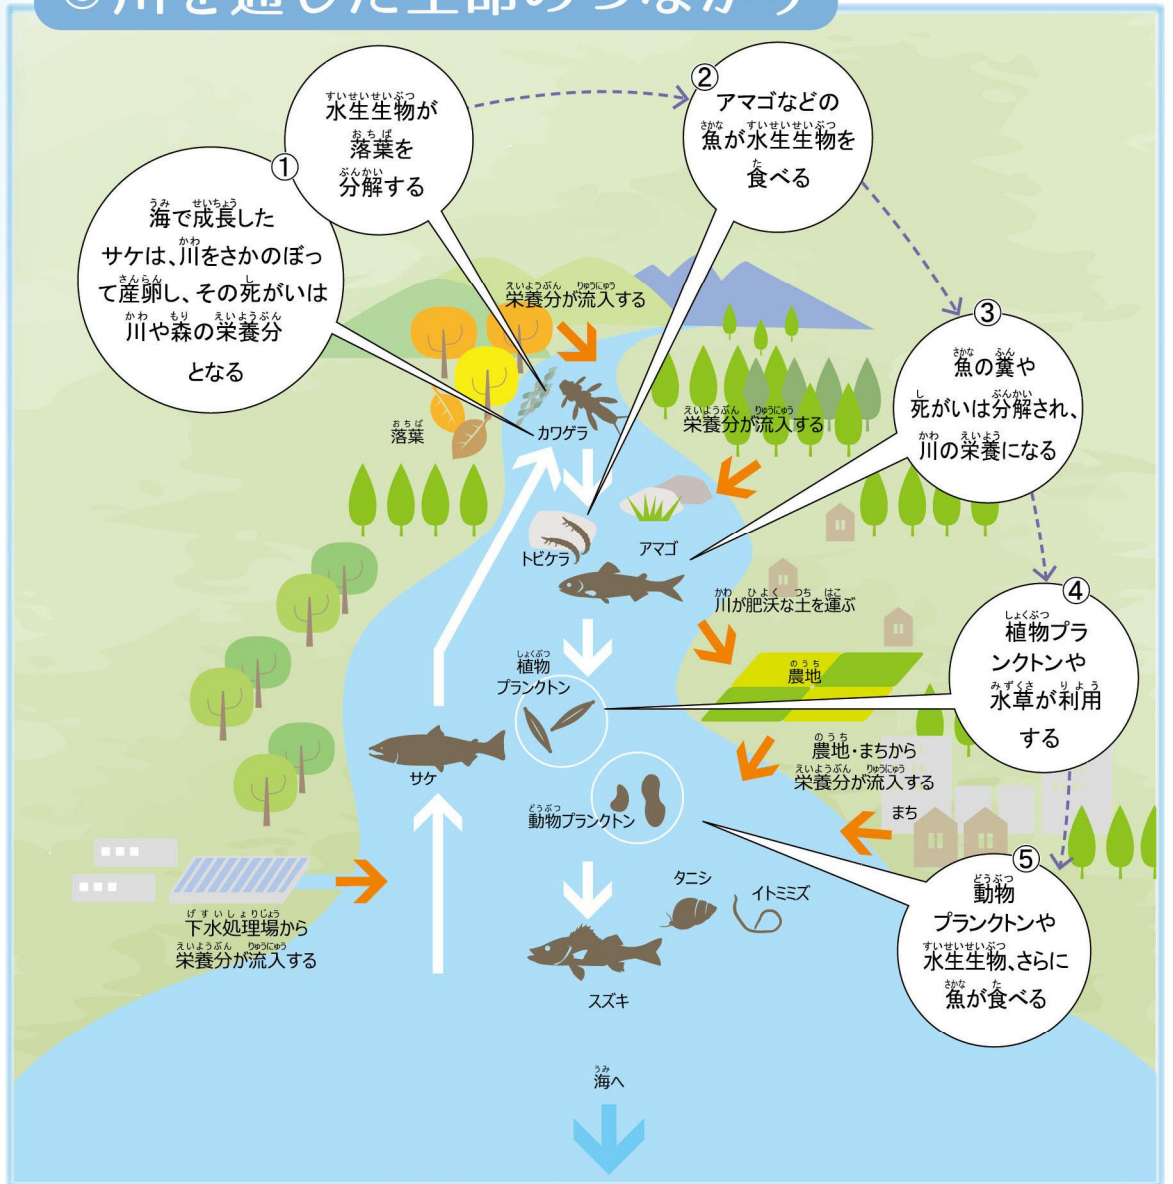 川を通じた生命のつながり
①
水生生物が
落葉を
分解する
海で成長した
サケは、川をさかのぼっ
て産卵し、その死がいは
川や森の栄養分
となる
②
アマゴなどの
魚が水生生物を
食べる
③
魚の糞や
死がいは分解され、
川の栄養になる
④
植物プラ
ンクトンや
水草が利用
する
⑤
動物
プランクトンや
水生生物、さらに
魚が食べる
栄養分が流入する
落葉
カワゲラ
栄養分が流入する
トビケラ
アマゴ
川が肥沃な土を運ぶ
植物
プランクトン
農地
農地・まちから
栄養分が流入する
サケ
まち
動物プランクトン
タニシ
イトミミズ
下水処理場から
栄養分が流入する
スズキ
海へ